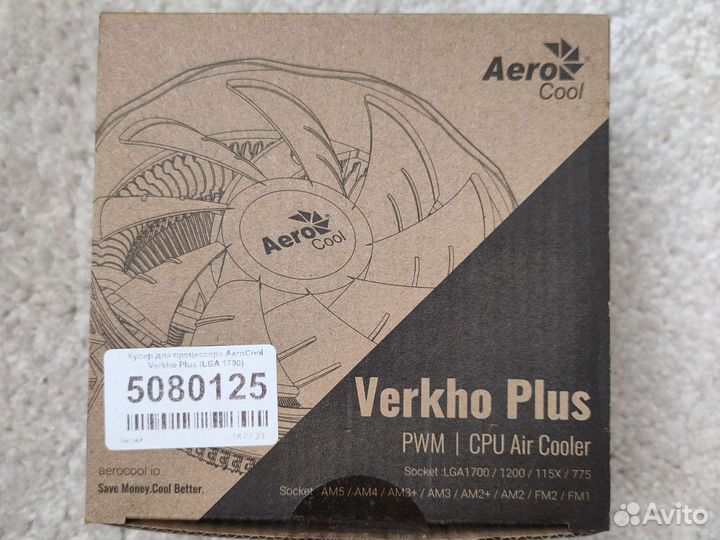 Aero
Cool
Aero
Cool
Кулер для процессора AeroCool
Verkho Plus (LGA 1700)
5080125
Китай
18.07.23
Verkho Plus
PWM | CPU Air Cooler
Socket :LGA1700 / 1200 / 115X / 775
Socket : AM5 / AM4 / AM3+ / AM3 / AM2+ / AM2 / FM2 / FM1
aerocool.io
Save Money.Cool Better.
Avito